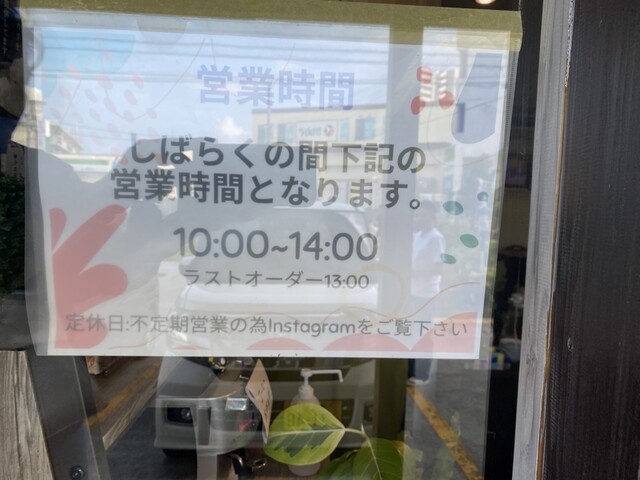 営業時間
しばらくの間下記の
営業時間となります。
10:00~14:00
ラストオーダー13:00
定休日:不定期営業の為Instagramをご覧下さい